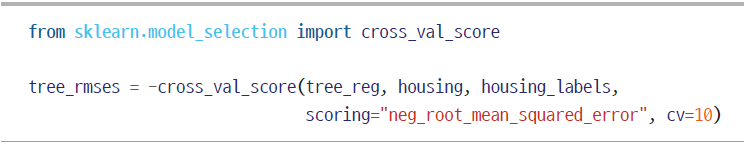 from sklearn.model_selection import cross_val_score
tree_rmses = -cross_val_score(tree_reg, housing, housing_labels,
scoring="neg_root_mean_squared_error", cv=10)